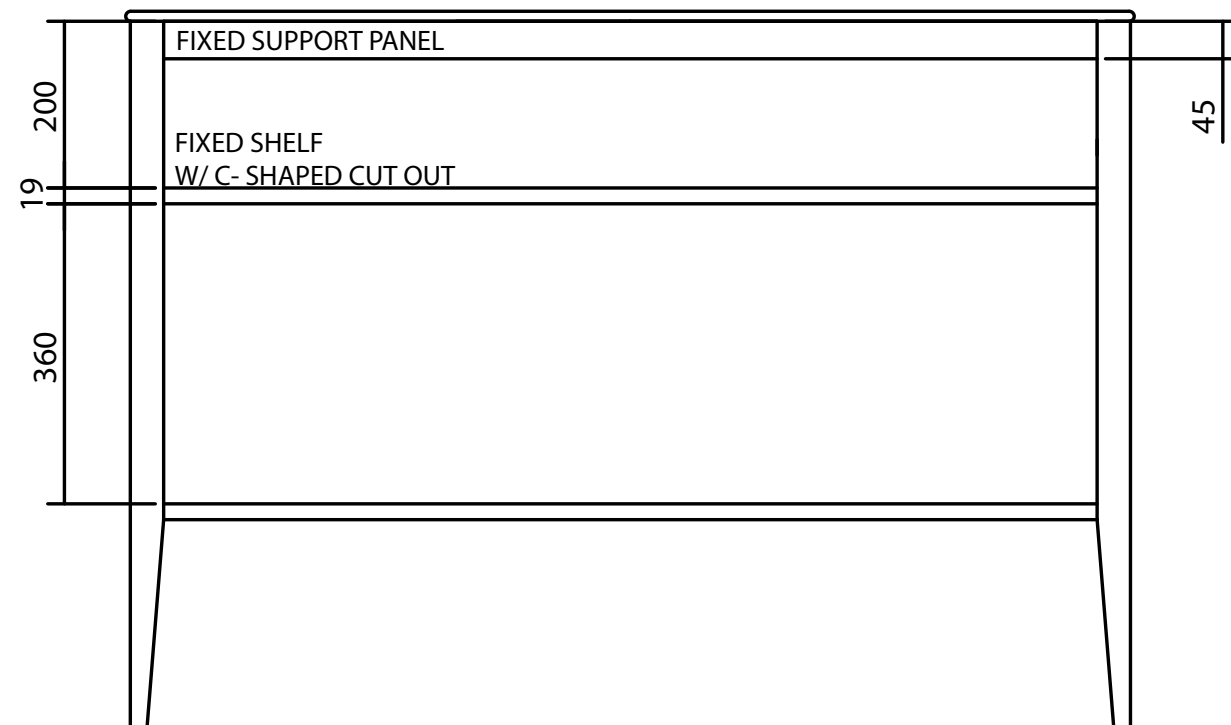 FIXED SUPPORT PANEL
200
45
FIXED SHELF
W/ C- SHAPED CUT OUT
19
360